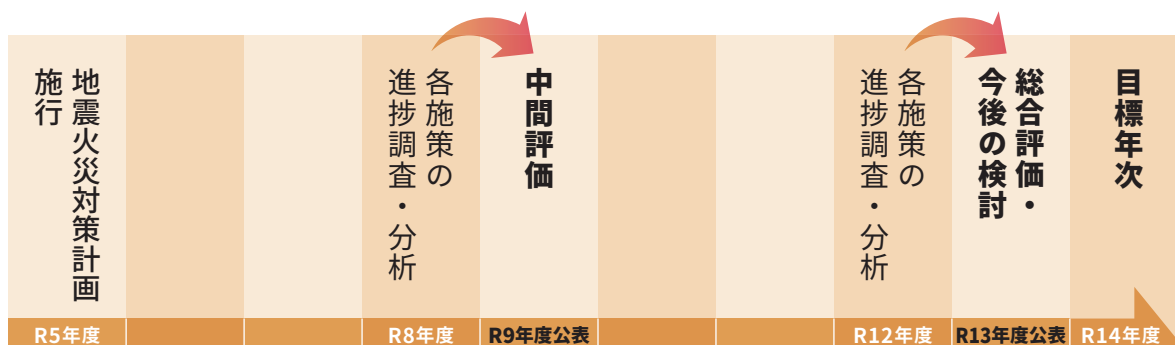 地震火災対策計画
施行
各施策の
進捗調査・分析
中間評価
各施策の
進捗調査・分析
総合評価・
今後の検討
目標年次
R5年度
R8年度
R9年度公表
R12年度
R13年度公表
R14年度